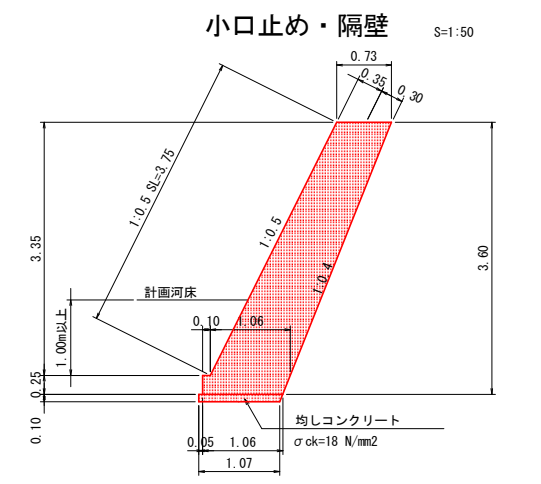 小口止め・隔壁
S=1:50
0.73
0.35
0.30
1:0.5 SL=3.75
1:0.5
1:0.4
3.35
3.60
計画河床
1.00m以上
0.10
1.06
0.25
0.10
均しコンクリート
σck=18 N/mm2
0.05
1.06
1.07